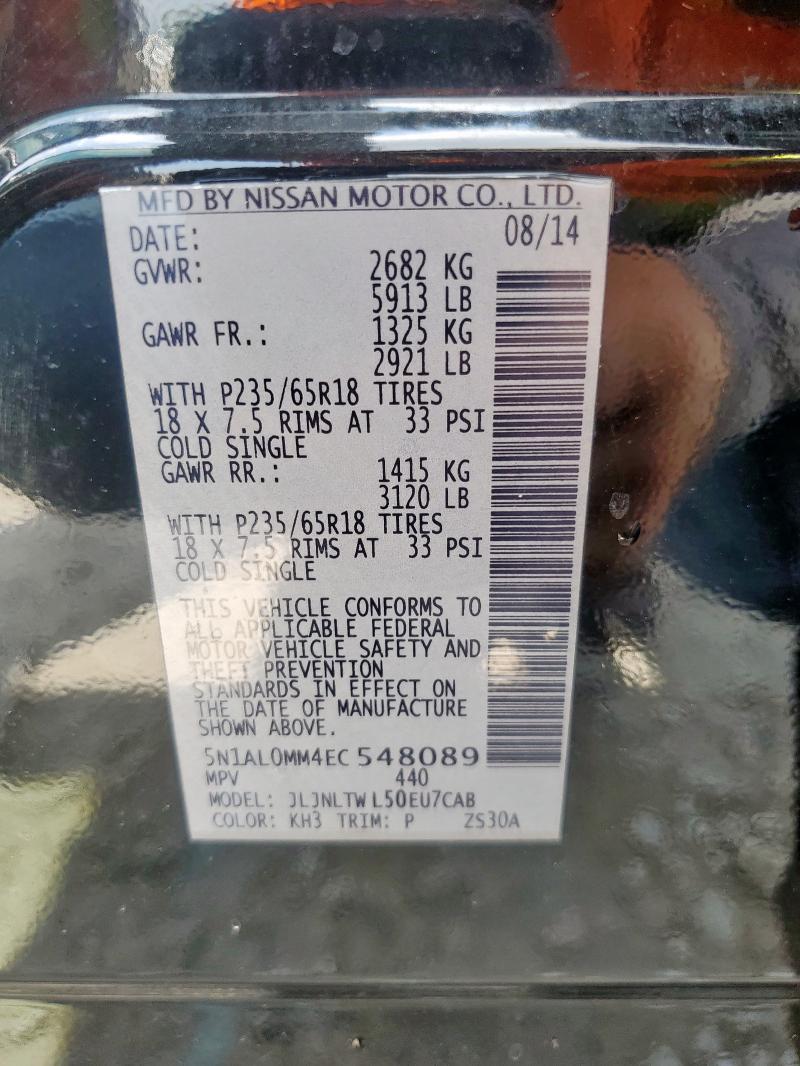 MFD BY NISSAN MOTOR CO., LTD.
DATE: 08/14
GVWR: 2682 KG
5913 LB
GAWR FR.: 1325 KG
2921 LB
WITH P235/65R18 TIRES
18 X 7.5 RIMS AT 33 PSI
COLD SINGLE
GAWR RR.: 1415 KG
3120 LB
WITH P235/65R18 TIRES
18 X 7.5 RIMS AT 33 PSI
COLD SINGLE
THIS VEHICLE CONFORMS TO
ALL APPLICABLE FEDERAL
MOTOR VEHICLE SAFETY AND
THEFT PREVENTION
STANDARDS IN EFFECT ON
THE DATE OF MANUFACTURE
SHOWN ABOVE.
5N1AL0MM4EC 548089
MPV 440
MODEL: JLJNLTW L50EU7CAB
COLOR: KH3 TRIM: P ZS30A